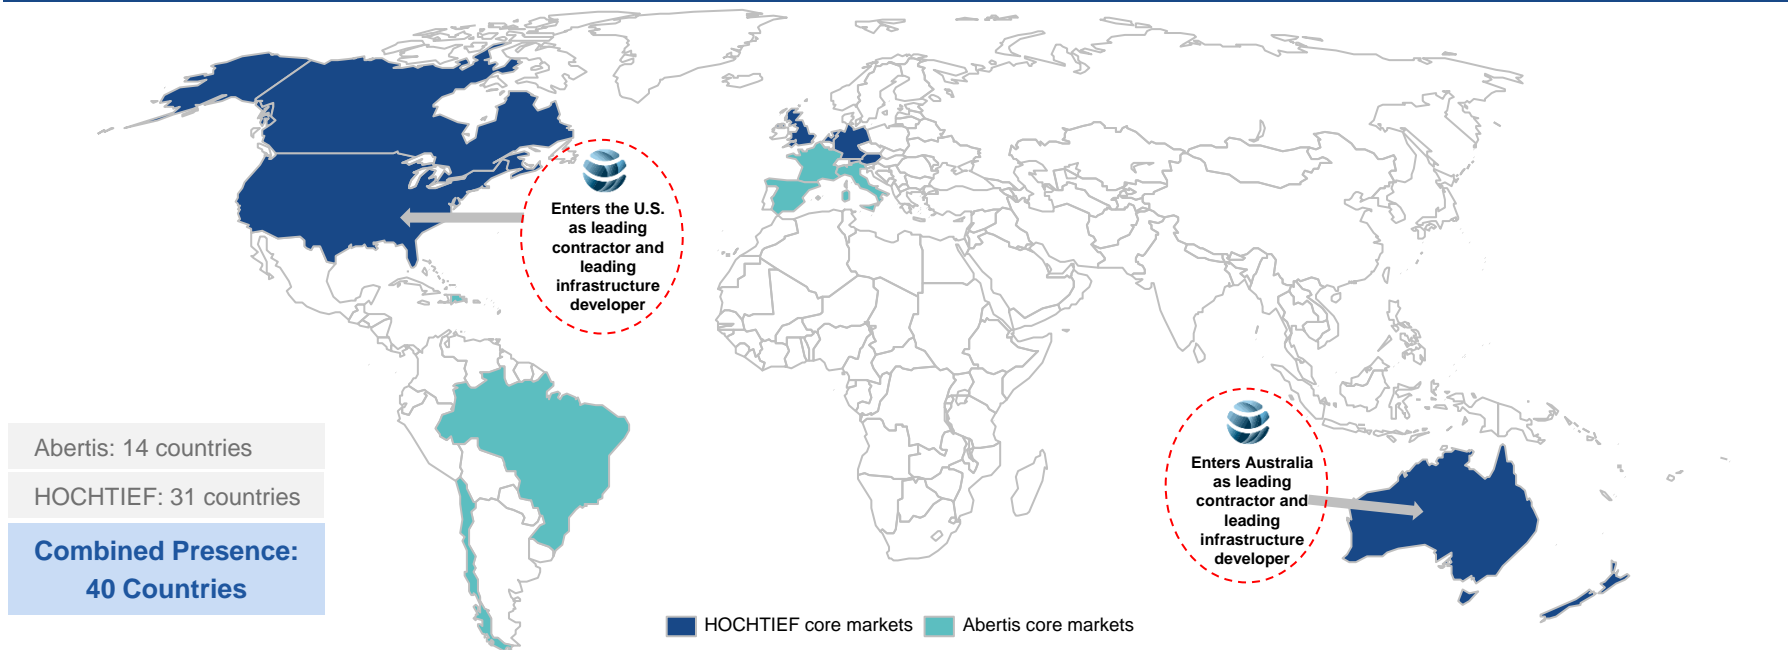 Enters the U.S.
as leading
contractor and
leading
infrastructure
developer
Abertis: 14 countries
HOCHTIEF: 31 countries
Combined Presence:
40 Countries
Enters Australia
as leading
contractor and
leading
infrastructure
developer
HOCHTIEF core markets
Abertis core markets